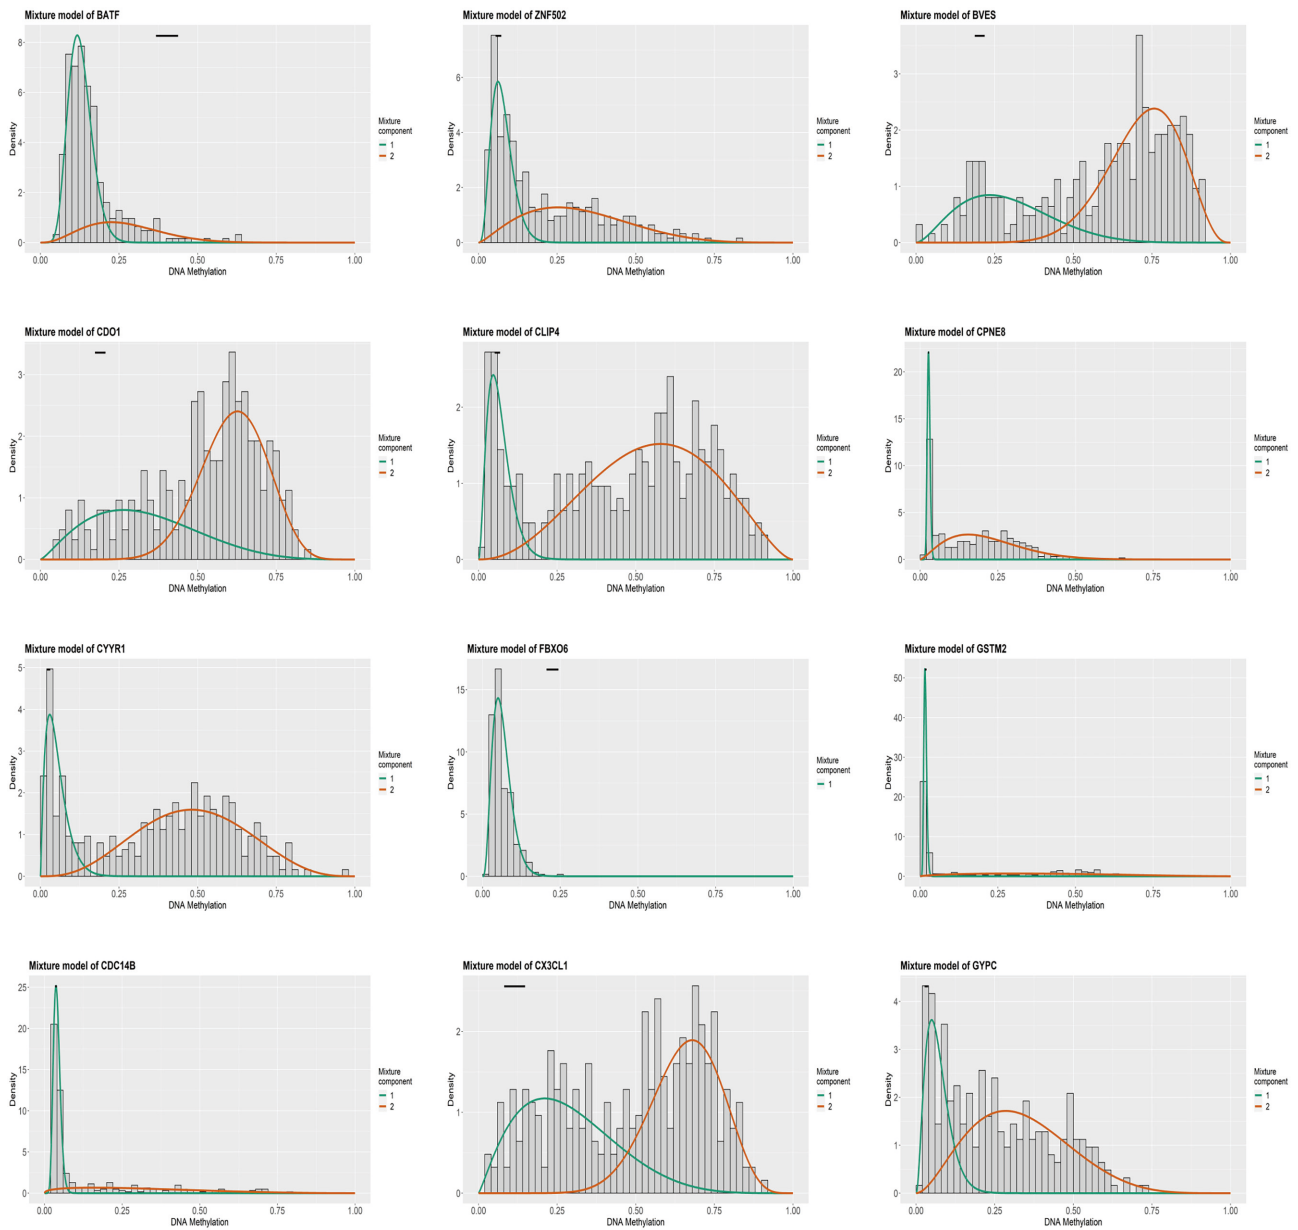 Mixture model of BATF
Density
8
6
4
2
0
0.00 0.25 0.50 0.75 1.00
DNA Methylation
Mixture
component
1
2
Mixture model of ZNF502
Density
6
4
2
0
0.00 0.25 0.50 0.75 1.00
DNA Methylation
Mixture
component
1
2
Mixture model of BVES
Density
3
2
1
0
0.00 0.25 0.50 0.75 1.00
DNA Methylation
Mixture
component
1
2
Mixture model of CDO1
Density
3
2
1
0
0.00 0.25 0.50 0.75 1.00
DNA Methylation
Mixture
component
1
2
Mixture model of CLIP4
Density
2
1
0
0.00 0.25 0.50 0.75 1.00
DNA Methylation
Mixture
component
1
2
Mixture model of CPNE8
Density
20
15
10
5
0
0.00 0.25 0.50 0.75 1.00
DNA Methylation
Mixture
component
1
2
Mixture model of CYYR1
Density
5
4
3
2
1
0
0.00 0.25 0.50 0.75 1.00
DNA Methylation
Mixture
component
1
2
Mixture model of FBXO6
Density
15
10
5
0
0.00 0.25 0.50 0.75 1.00
DNA Methylation
Mixture
component
1
Mixture model of GSTM2
Density
50
40
30
20
10
0
0.00 0.25 0.50 0.75 1.00
DNA Methylation
Mixture
component
1
2
Mixture model of CDC14B
Density
25
20
15
10
5
0
0.00 0.25 0.50 0.75 1.00
DNA Methylation
Mixture
component
1
2
Mixture model of CX3CL1
Density
2
1
0
0.00 0.25 0.50 0.75 1.00
DNA Methylation
Mixture
component
1
2
Mixture model of GYPC
Density
4
3
2
1
0
0.00 0.25 0.50 0.75 1.00
DNA Methylation
Mixture
component
1
2